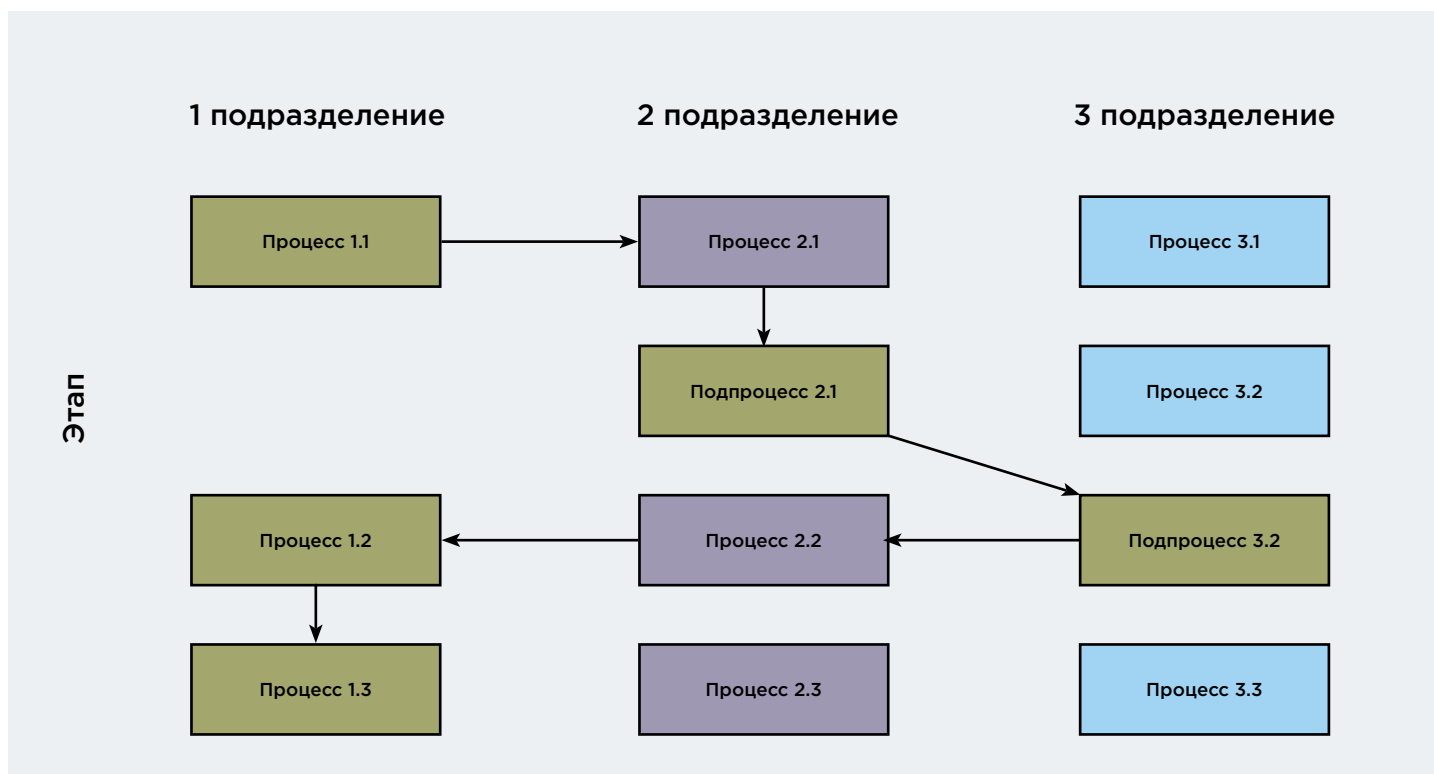 1 подразделение
2 подразделение
3 подразделение
Процесс 1.1
Процесс 2.1
Процесс 3.1
Этап
Подпроцесс 2.1
Процесс 3.2
Процесс 1.2
Процесс 2.2
Подпроцесс 3.2
Процесс 1.3
Процесс 2.3
Процесс 3.3